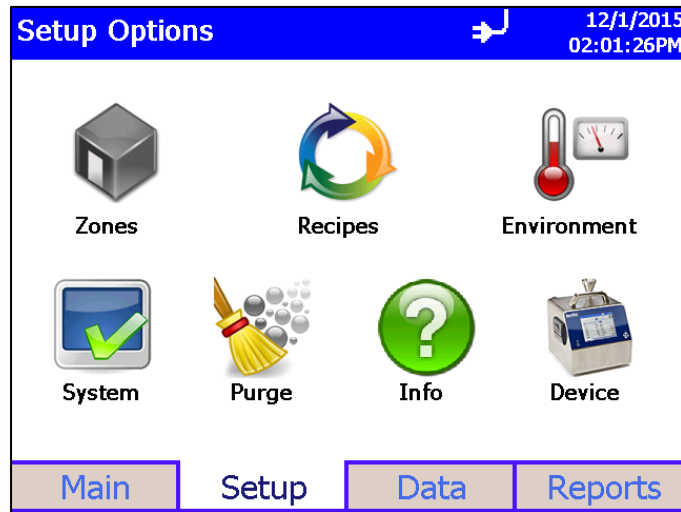 Setup Options
12/1/2015
02:01:26PM
Zones
Recipes
Environment
System
Purge
Info
Device
Main
Setup
Data
Reports